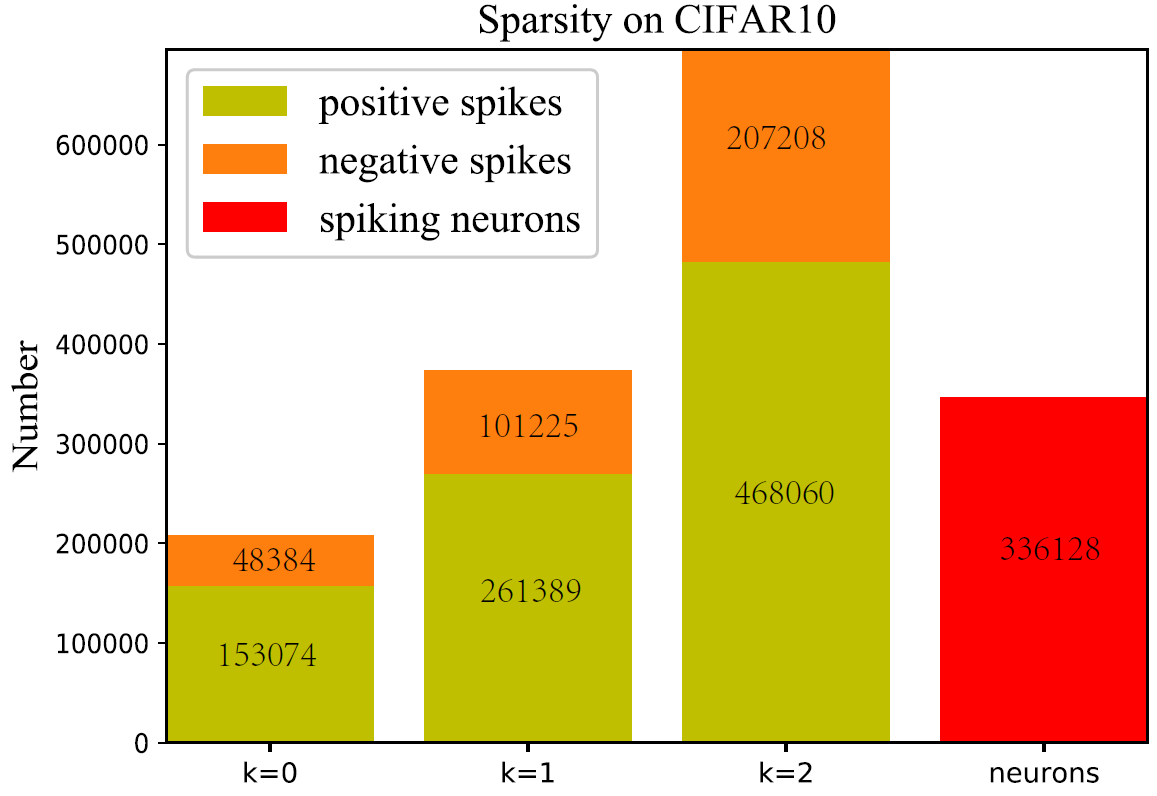 Sparsity on CIFAR10
positive spikes
negative spikes
spiking neurons
Number
600000
500000
400000
300000
200000
100000
0
48384
153074
101225
261389
207208
468060
336128
k=0
k=1
k=2
neurons